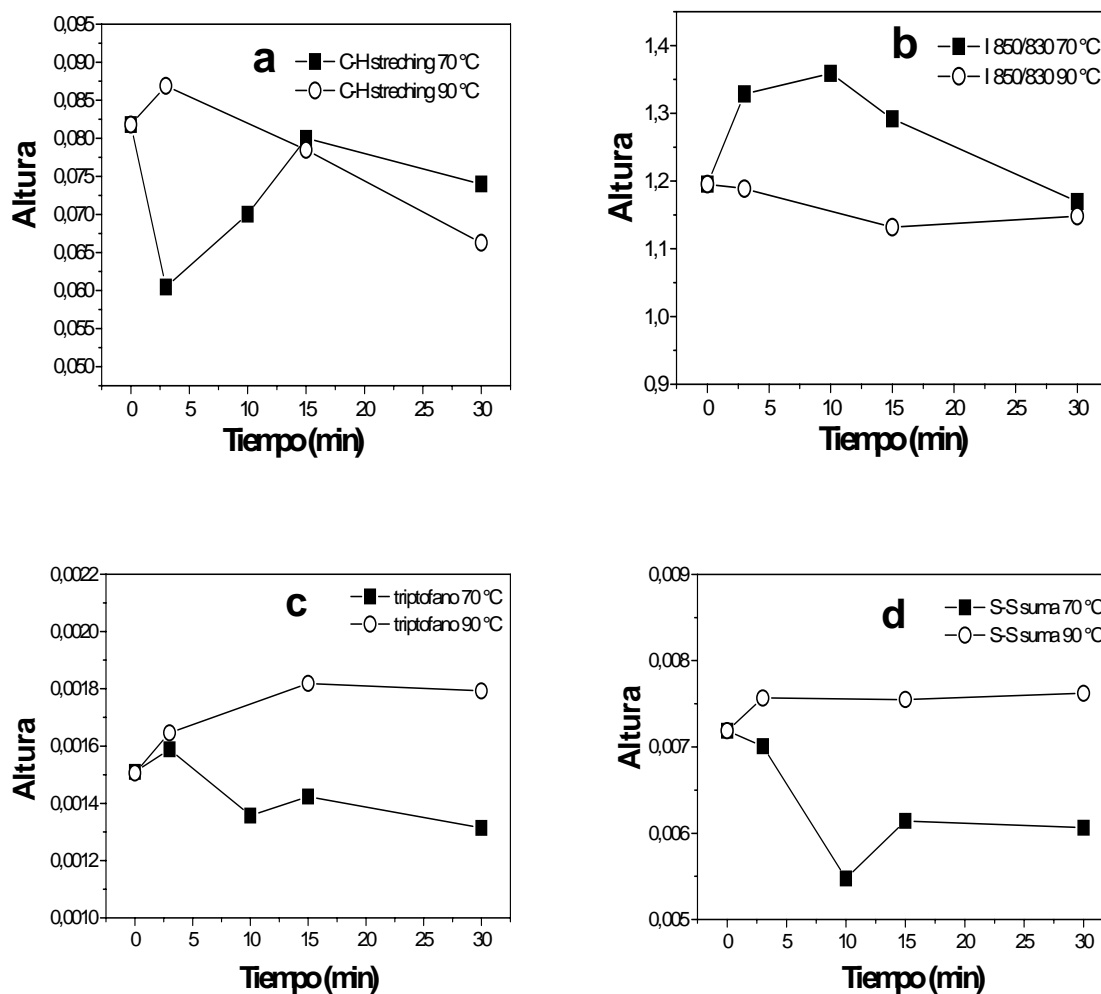 a
C-H streching 70 °C
C-H streching 90 °C
0,095
0,090
0,085
0,080
0,075
0,070
0,065
0,060
0,055
0,050
Altura
0 5 10 15 20 25 30
Tiempo (min)
b
I 850/830 70 °C
I 850/830 90 °C
1,4
1,3
1,2
1,1
1,0
0,9
Altura
0 5 10 15 20 25 30
Tiempo (min)
c
triptofano 70 °C
triptofano 90 °C
0,0022
0,0020
0,0018
0,0016
0,0014
0,0012
0,0010
Altura
0 5 10 15 20 25 30
Tiempo (min)
d
S-S suma 70 °C
S-S suma 90 °C
0,009
0,008
0,007
0,006
0,005
Altura
0 5 10 15 20 25 30
Tiempo (min)